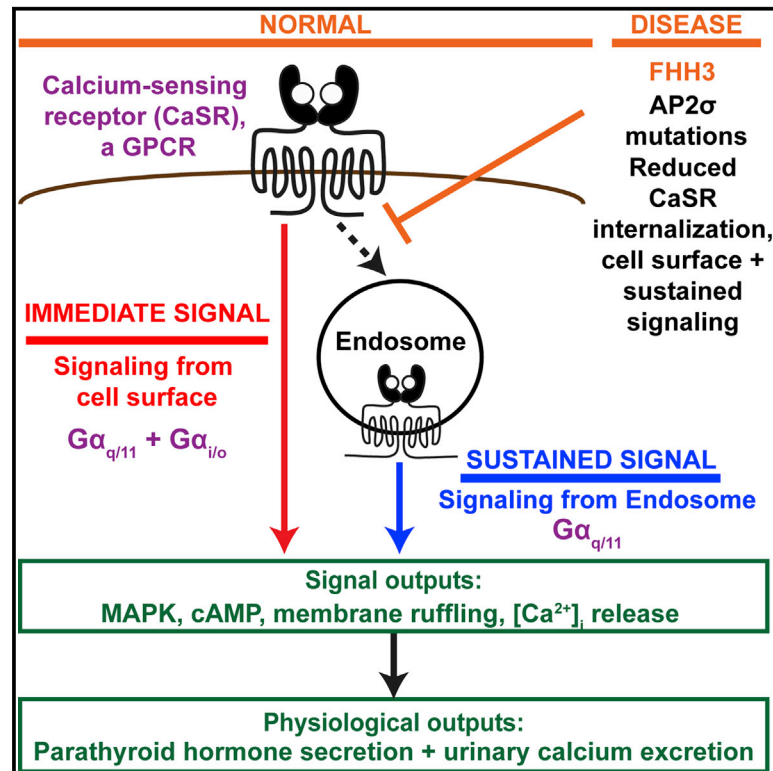 NORMAL
DISEASE
Calcium-sensing
receptor (CaSR),
a GPCR
FHH3
AP2σ
mutations
Reduced
CaSR
internalization,
cell surface +
sustained
signaling
IMMEDIATE SIGNAL
Signaling from
cell surface
Gαq/11 + Gαi/o
Endosome
SUSTAINED SIGNAL
Signaling from Endosome
Gαq/11
Signal outputs:
MAPK, cAMP, membrane ruffling, [Ca²⁺]i release
Physiological outputs:
Parathyroid hormone secretion + urinary calcium excretion